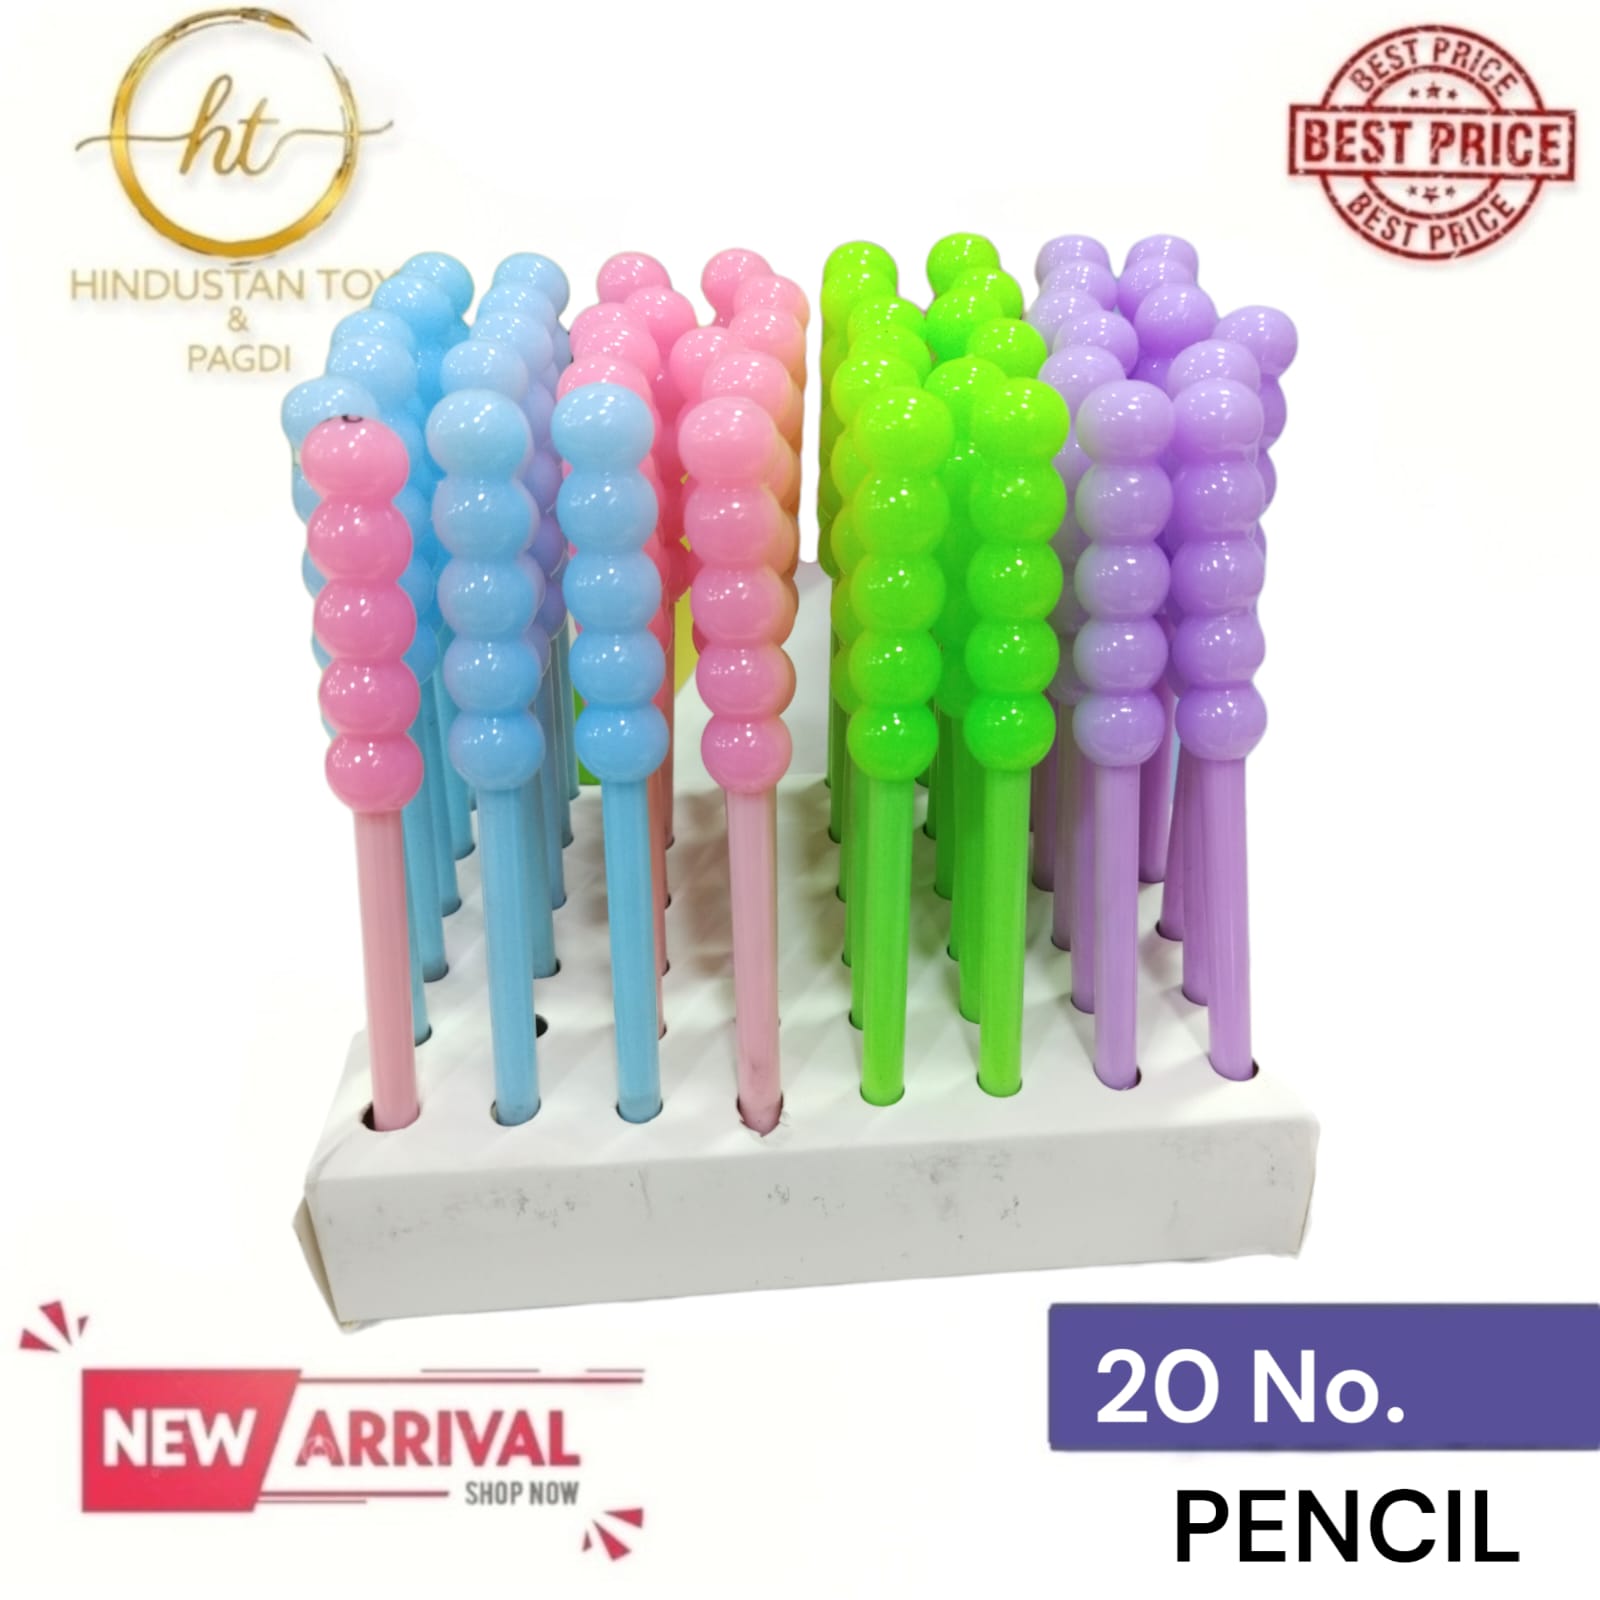 ht
HINDUSTAN TOY
&
PAGDI
BEST PRICE
BEST PRICE
BEST PRICE
NEW ARRIVAL
SHOP NOW
20 No.
PENCIL